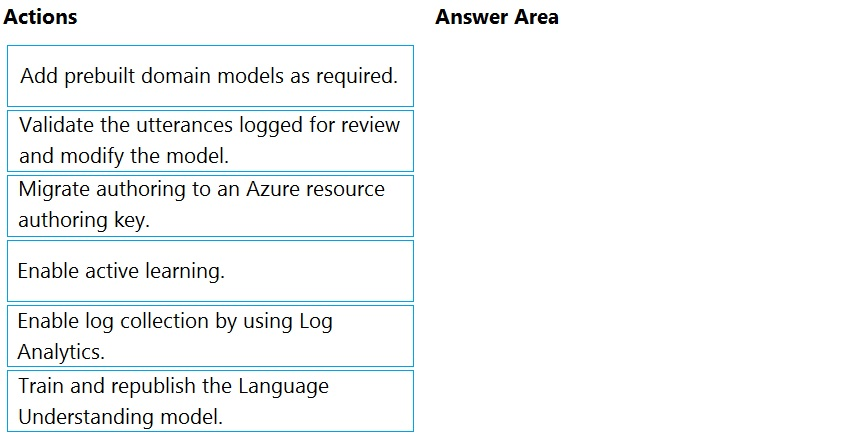 Actions
Answer Area
Add prebuilt domain models as required.
Validate the utterances logged for review
and modify the model.
Migrate authoring to an Azure resource
authoring key.
Enable active learning.
Enable log collection by using Log
Analytics.
Train and republish the Language
Understanding model.